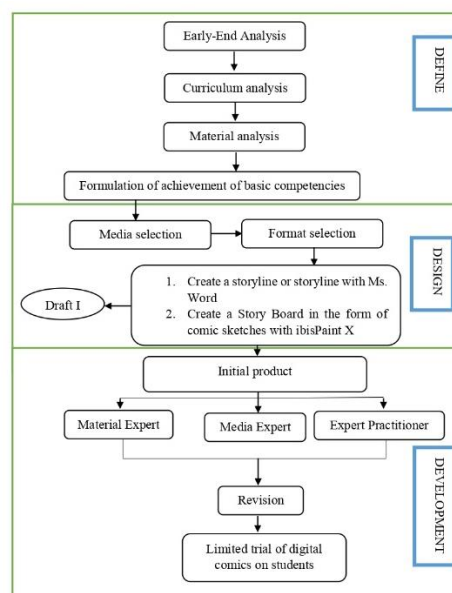 Early-End Analysis
DEFINE
Curriculum analysis
Material analysis
Formulation of achievement of basic competencies
Media selection
Format selection
DESIGN
1. Create a storyline or storyline with Ms.
Word
2. Create a Story Board in the form of
comic sketches with ibisPaint X
Draft I
Initial product
Material Expert
Media Expert
Expert Practitioner
DEVELOPMENT
Revision
Limited trial of digital
comics on students